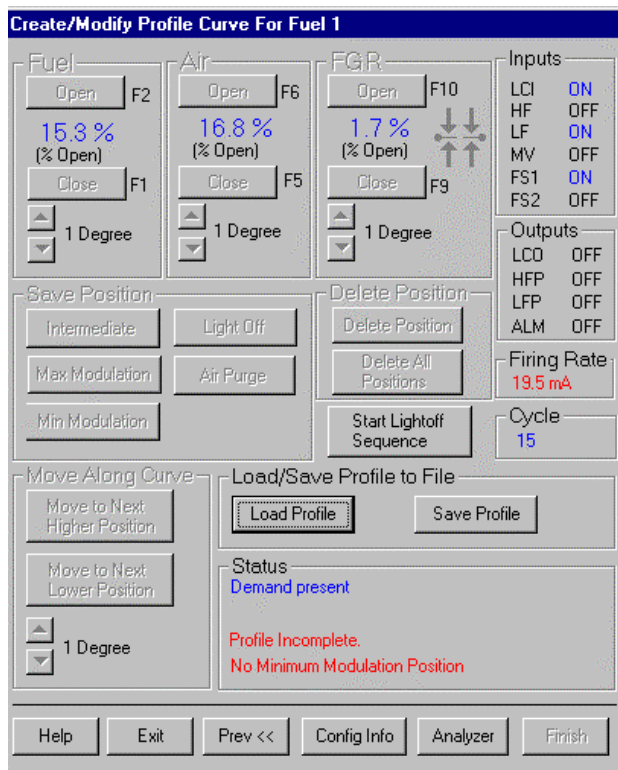 Create/Modify Profile Curve For Fuel 1
Fuel
Open F2
15.3 %
(% Open)
Close F1
1 Degree
Air
Open F6
16.8 %
(% Open)
Close F5
1 Degree
FGR
Open F10
1.7 %
(% Open)
Close F9
1 Degree
Inputs
LCI ON
HF OFF
LF ON
MV OFF
FS1 ON
FS2 OFF
Outputs
LCO OFF
HFP OFF
LFP OFF
ALM OFF
Save Position
Intermediate
Light Off
Max Modulation
Air Purge
Min Modulation
Delete Position
Delete Position
Delete All
Positions
Start Lightoff
Sequence
Firing Rate
19.5 mA
Cycle
15
Move Along Curve
Move to Next
Higher Position
Move to Next
Lower Position
1 Degree
Load/Save Profile to File
Load Profile
Save Profile
Status
Demand present
Profile Incomplete.
No Minimum Modulation Position
Help
Exit
Prev <<
Config Info
Analyzer
Finish